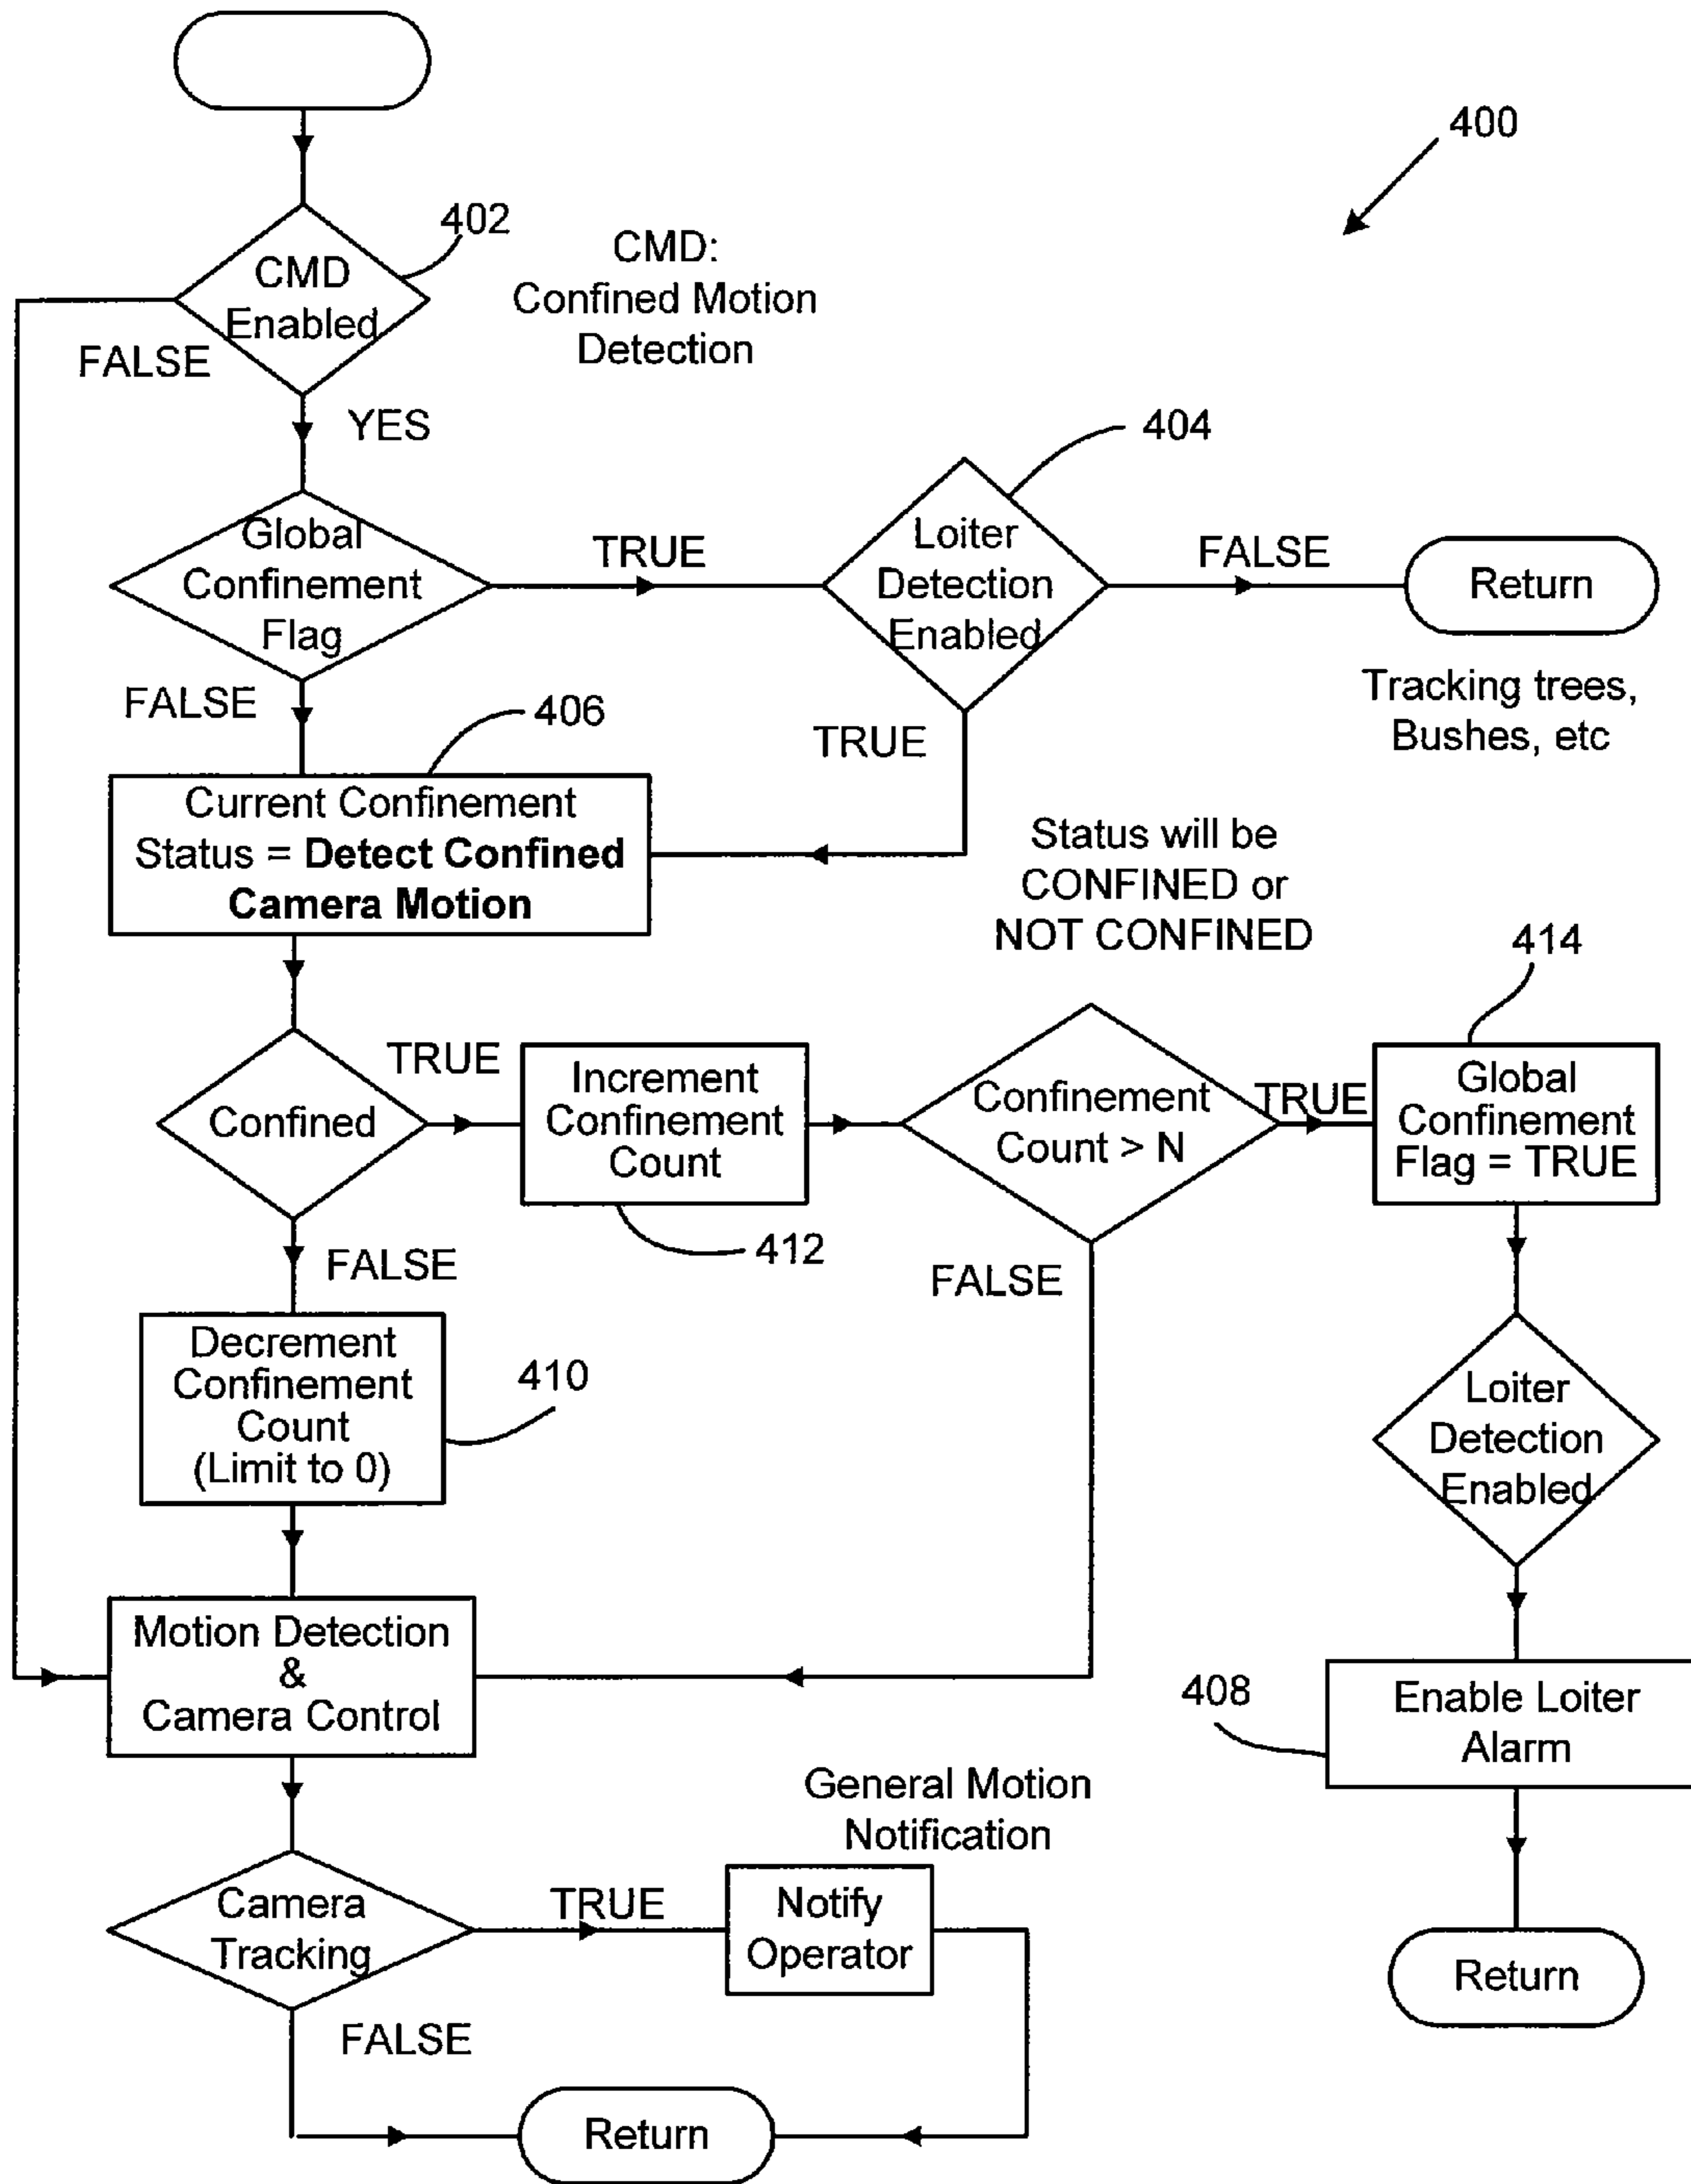 400
402
CMD
Enabled
CMD:
Confined Motion
Detection
FALSE
YES
404
Global
Confinement
Flag
TRUE
Loiter
Detection
Enabled
FALSE
Return
Tracking trees,
Bushes, etc
FALSE
406
TRUE
Current Confinement
Status = Detect Confined
Camera Motion
Status will be
CONFINED or
NOT CONFINED
414
Confined
TRUE
Increment
Confinement
Count
412
Confinement
Count > N
TRUE
Global
Confinement
Flag = TRUE
FALSE
FALSE
Decrement
Confinement
Count
(Limit to 0)
410
Loiter
Detection
Enabled
Motion Detection
&
Camera Control
408
Enable Loiter
Alarm
General Motion
Notification
Camera
Tracking
TRUE
Notify
Operator
Return
FALSE
Return